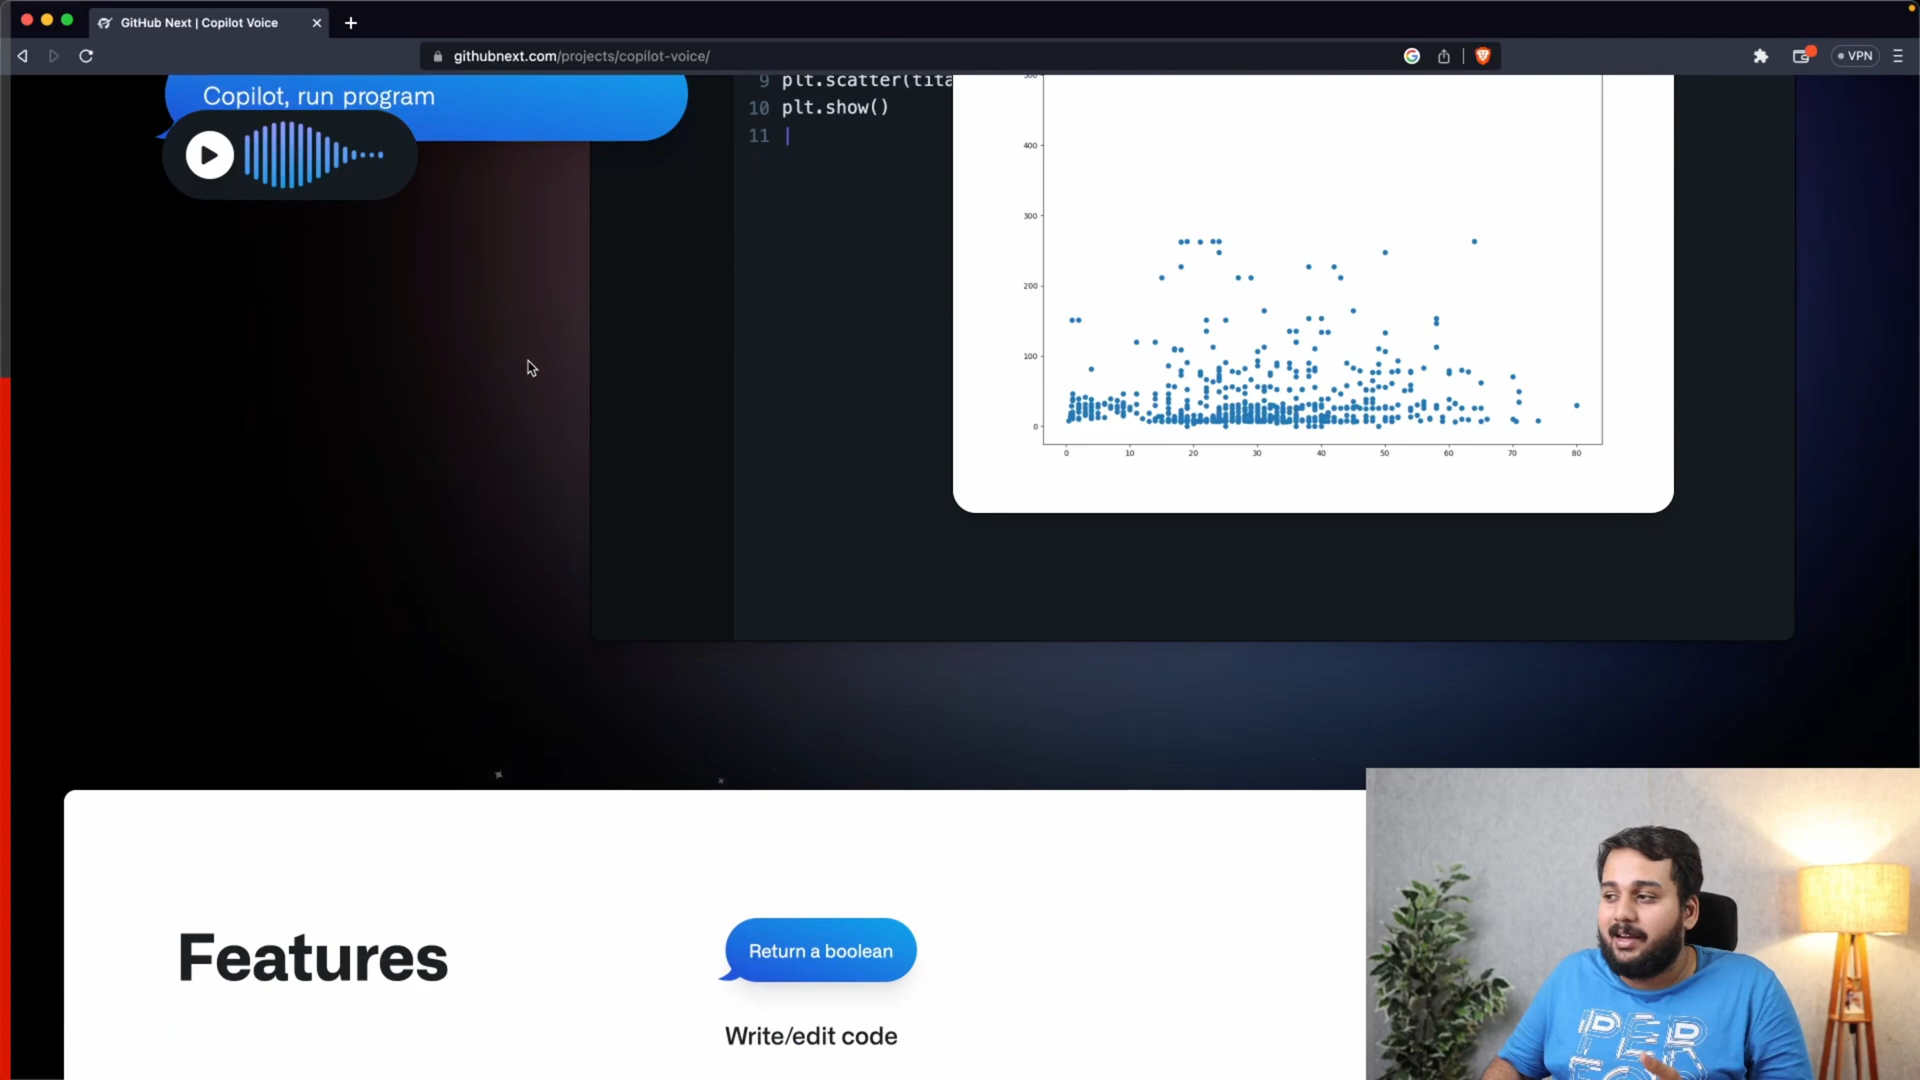 GitHub Next | Copilot Voice
githubnext.com/projects/copilot-voice/
VPN
Copilot, run program
9 plt.scatter(tita
10 plt.show()
11
400
300
200
100
0
0 10 20 30 40 50 60 70 80
Features
Return a boolean
Write/edit code
PER